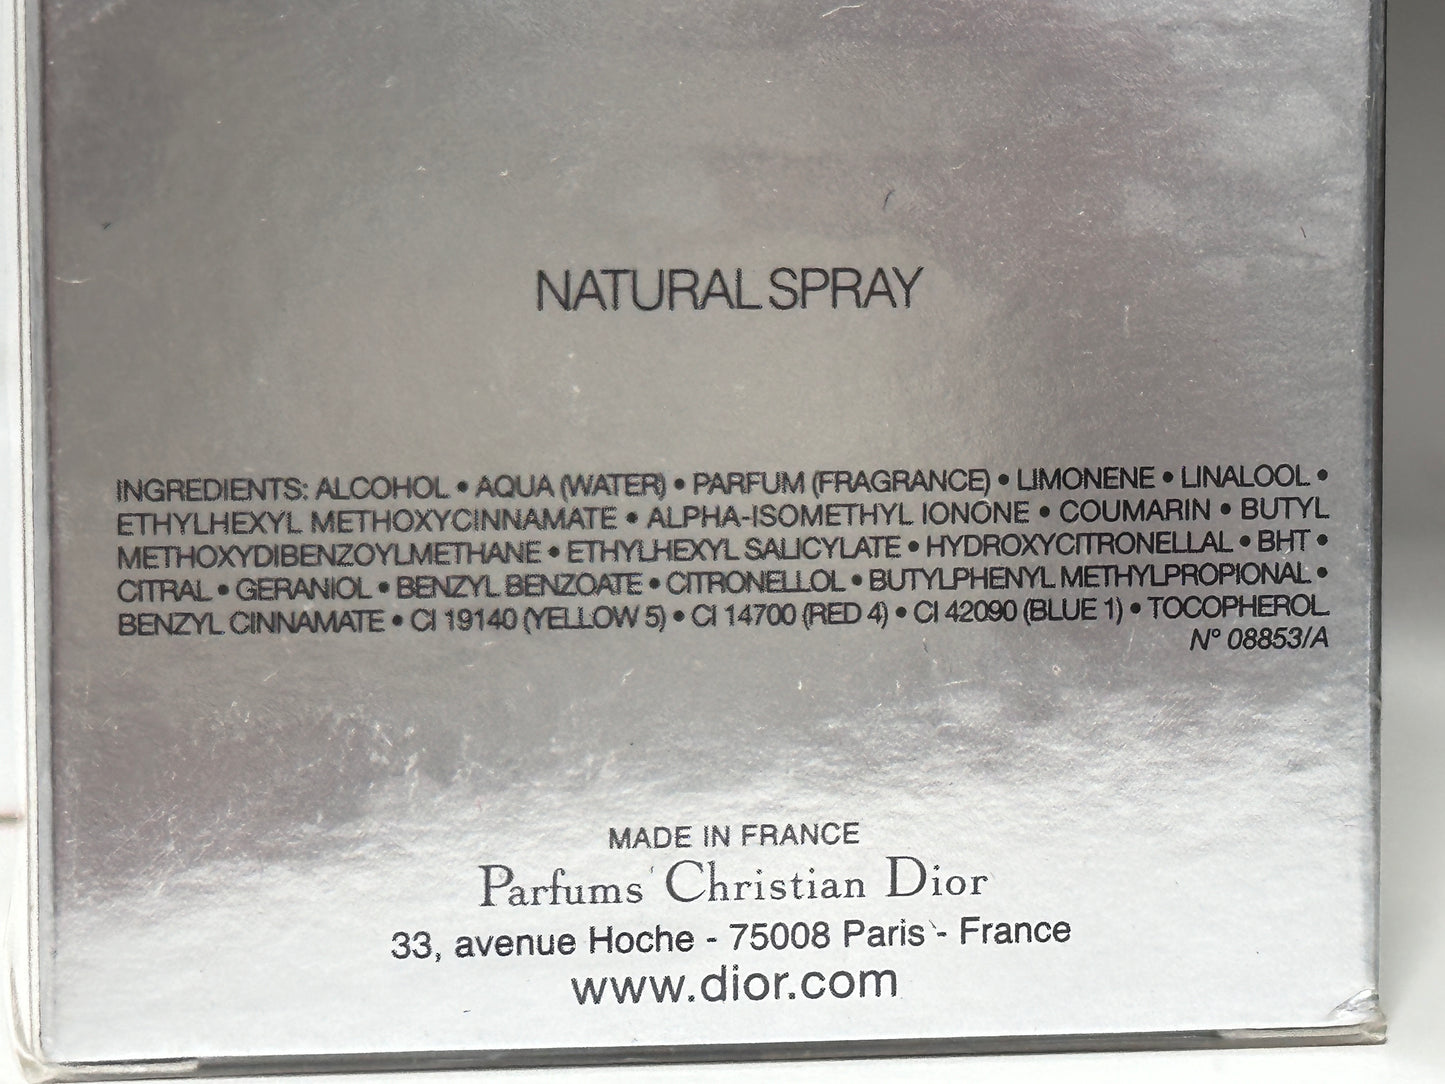 NATURAL SPRAY
INGREDIENTS: ALCOHOL • AQUA (WATER) • PARFUM (FRAGRANCE) • LIMONENE • LINALOOL •
ETHYLHEXYL METHOXYCINNAMATE • ALPHA-ISOMETHYL IONONE • COUMARIN • BUTYL
METHOXYDIBENZOYLMETHANE • ETHYLHEXYL SALICYLATE • HYDROXYCITRONELLAL • BHT •
CITRAL • GERANIOL • BENZYL BENZOATE • CITRONELLOL • BUTYLPHENYL METHYLPROPIONAL •
BENZYL CINNAMATE • CI 19140 (YELLOW 5) • CI 14700 (RED 4) • CI 42090 (BLUE 1) • TOCOPHEROL
N° 08853/A
MADE IN FRANCE
Parfums Christian Dior
33, avenue Hoche - 75008 Paris - France
www.dior.com